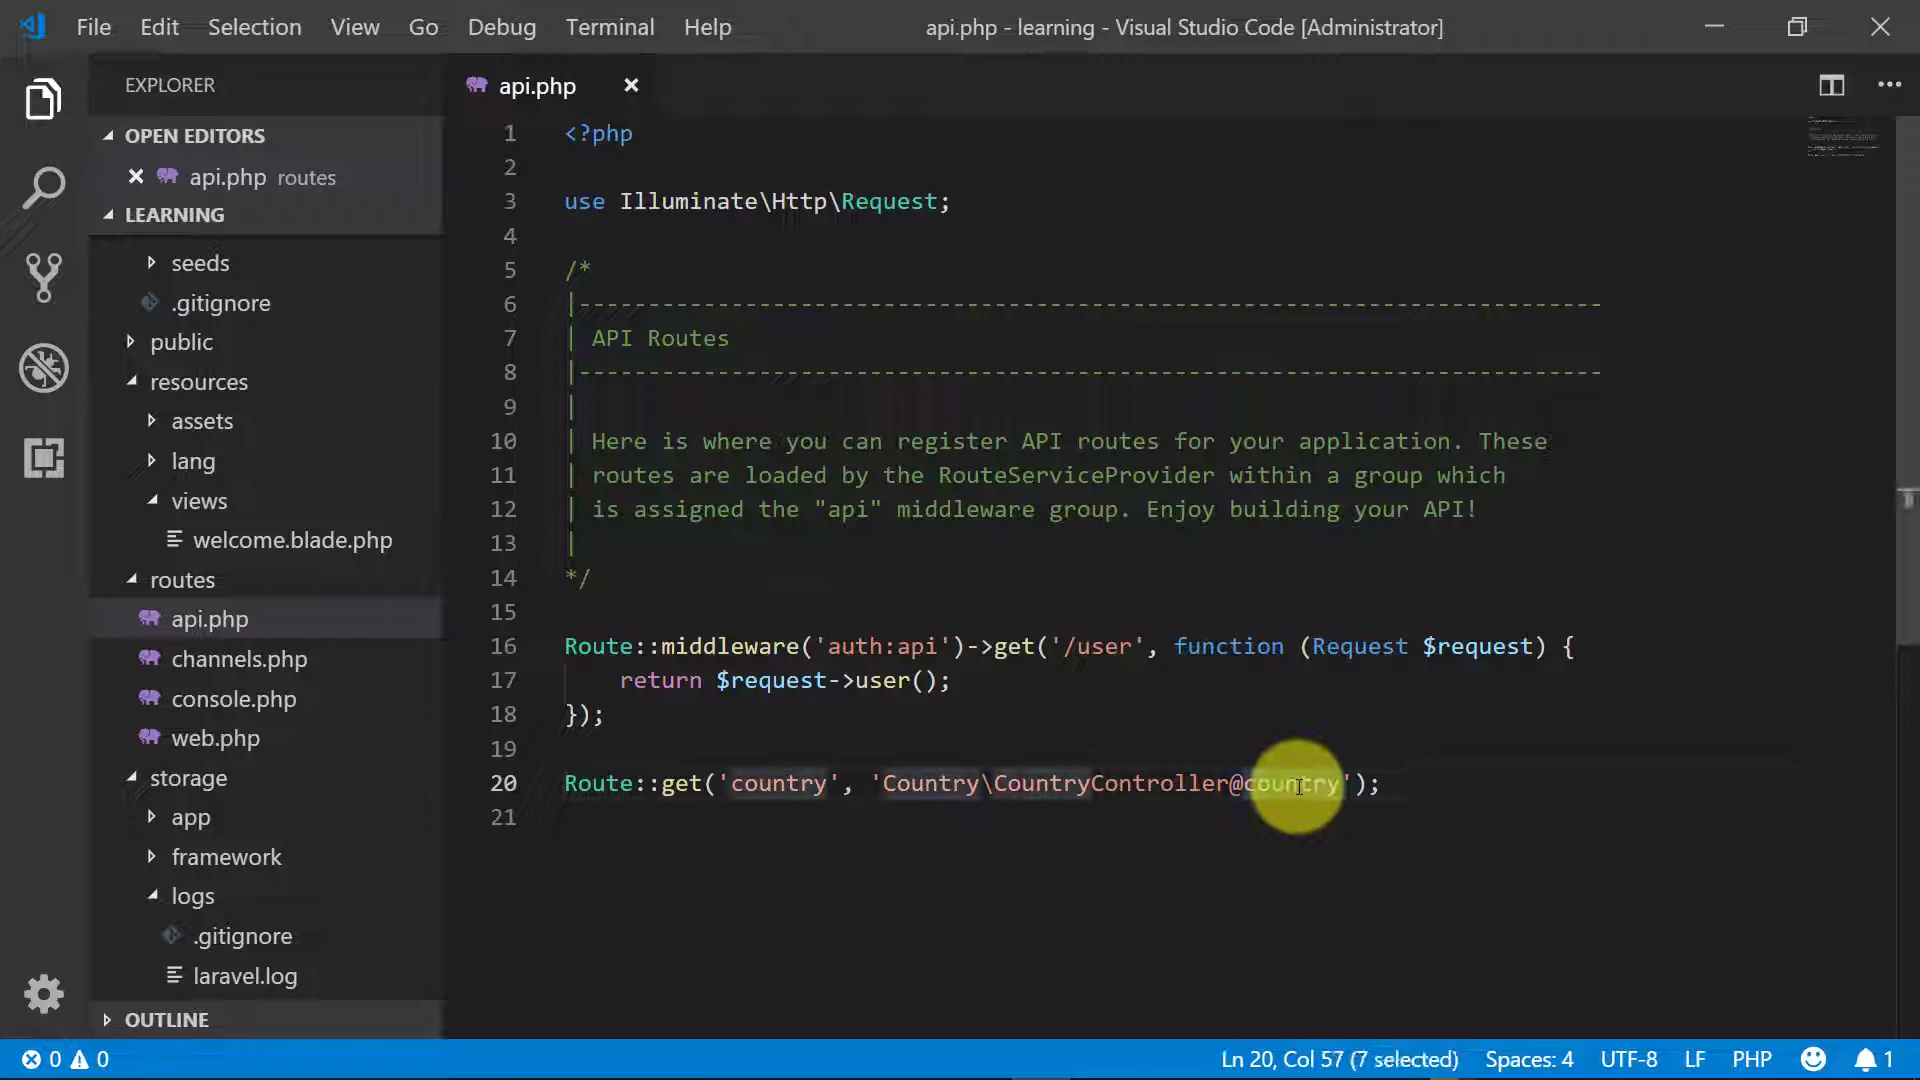 File Edit Selection View Go Debug Terminal Help api.php - learning - Visual Studio Code [Administrator]
EXPLORER
OPEN EDITORS
api.php routes
LEARNING
seeds
.gitignore
public
resources
assets
lang
views
welcome.blade.php
routes
api.php
channels.php
console.php
web.php
storage
app
framework
logs
.gitignore
laravel.log
OUTLINE
api.php
1 <?php
2
3 use Illuminate\Http\Request;
4
5 /*
6 |--------------------------------------------------------------------------
7 | API Routes
8 |--------------------------------------------------------------------------
9 |
10 | Here is where you can register API routes for your application. These
11 | routes are loaded by the RouteServiceProvider within a group which
12 | is assigned the "api" middleware group. Enjoy building your API!
13 |
14 */
15
16 Route::middleware('auth:api')->get('/user', function (Request $request) {
17 return $request->user();
18 });
19
20 Route::get('country', 'Country\CountryController@country');
21
0 0 Ln 20, Col 57 (7 selected) Spaces: 4 UTF-8 LF PHP 1